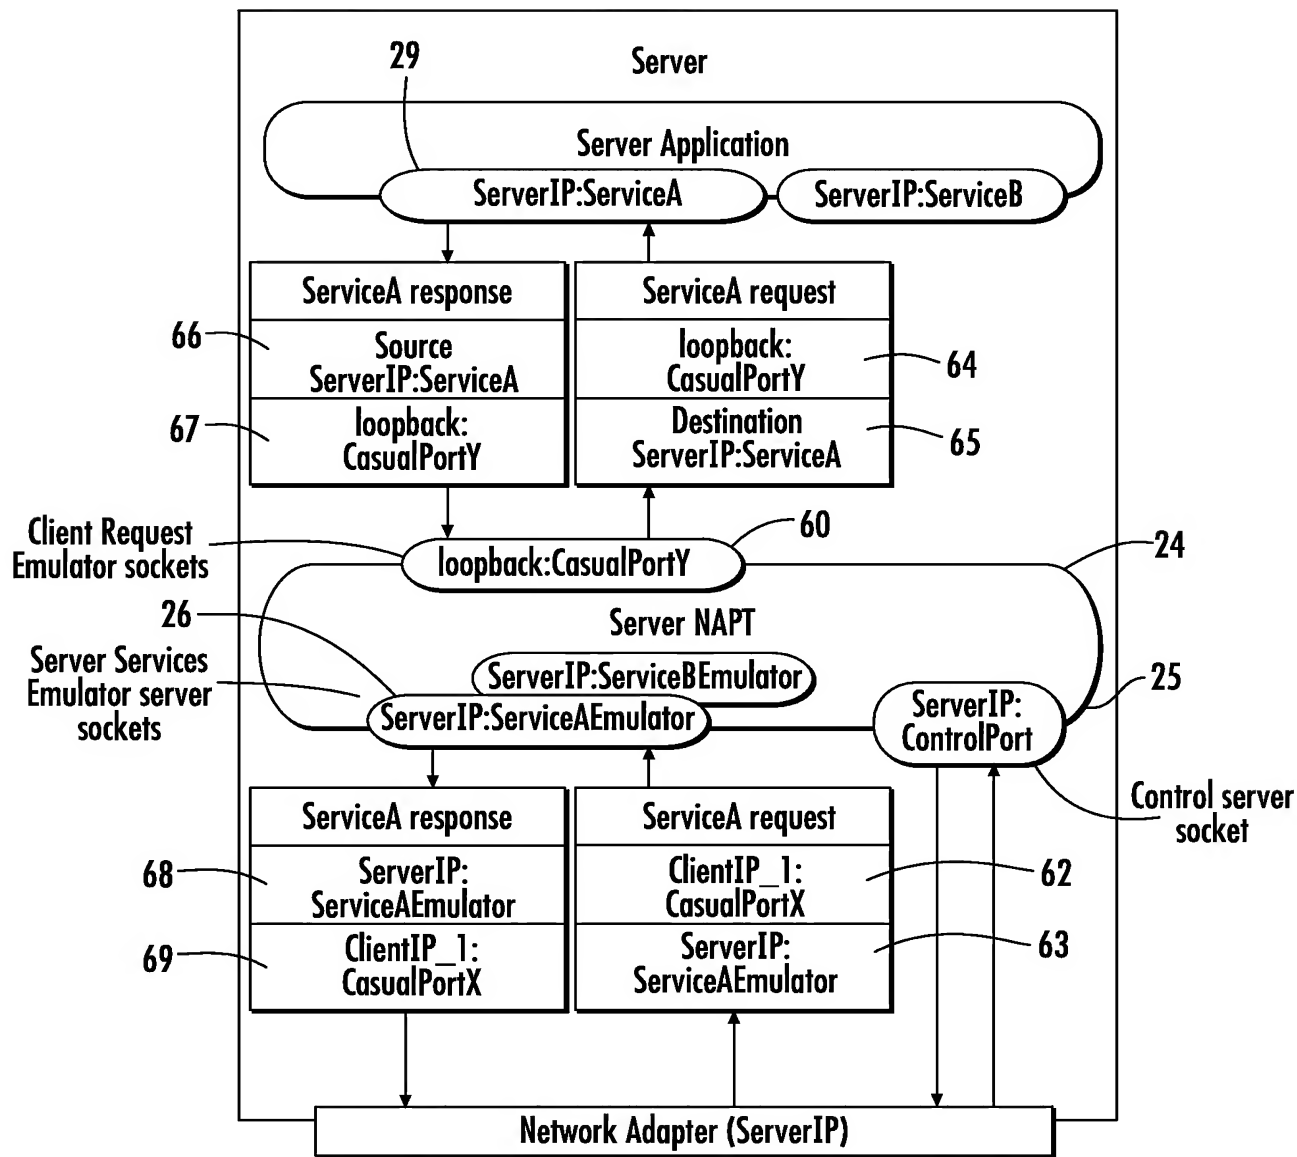 29
Server
Server Application
ServerIP:ServiceA
ServerIP:ServiceB
ServiceA response
ServiceA request
66
Source
ServerIP:ServiceA
loopback:
CasualPortY
64
67
loopback:
CasualPortY
Destination
ServerIP:ServiceA
65
Client Request
Emulator sockets
loopback:CasualPortY
60
24
26
Server NAPT
Server Services
Emulator server
sockets
ServerIP:ServiceBEmulator
ServerIP:ServiceAEmulator
ServerIP:
ControlPort
25
Control server
socket
ServiceA response
ServiceA request
68
ServerIP:
ServiceAEmulator
ClientIP_1:
CasualPortX
62
69
ClientIP_1:
CasualPortX
ServerIP:
ServiceAEmulator
63
Network Adapter (ServerIP)